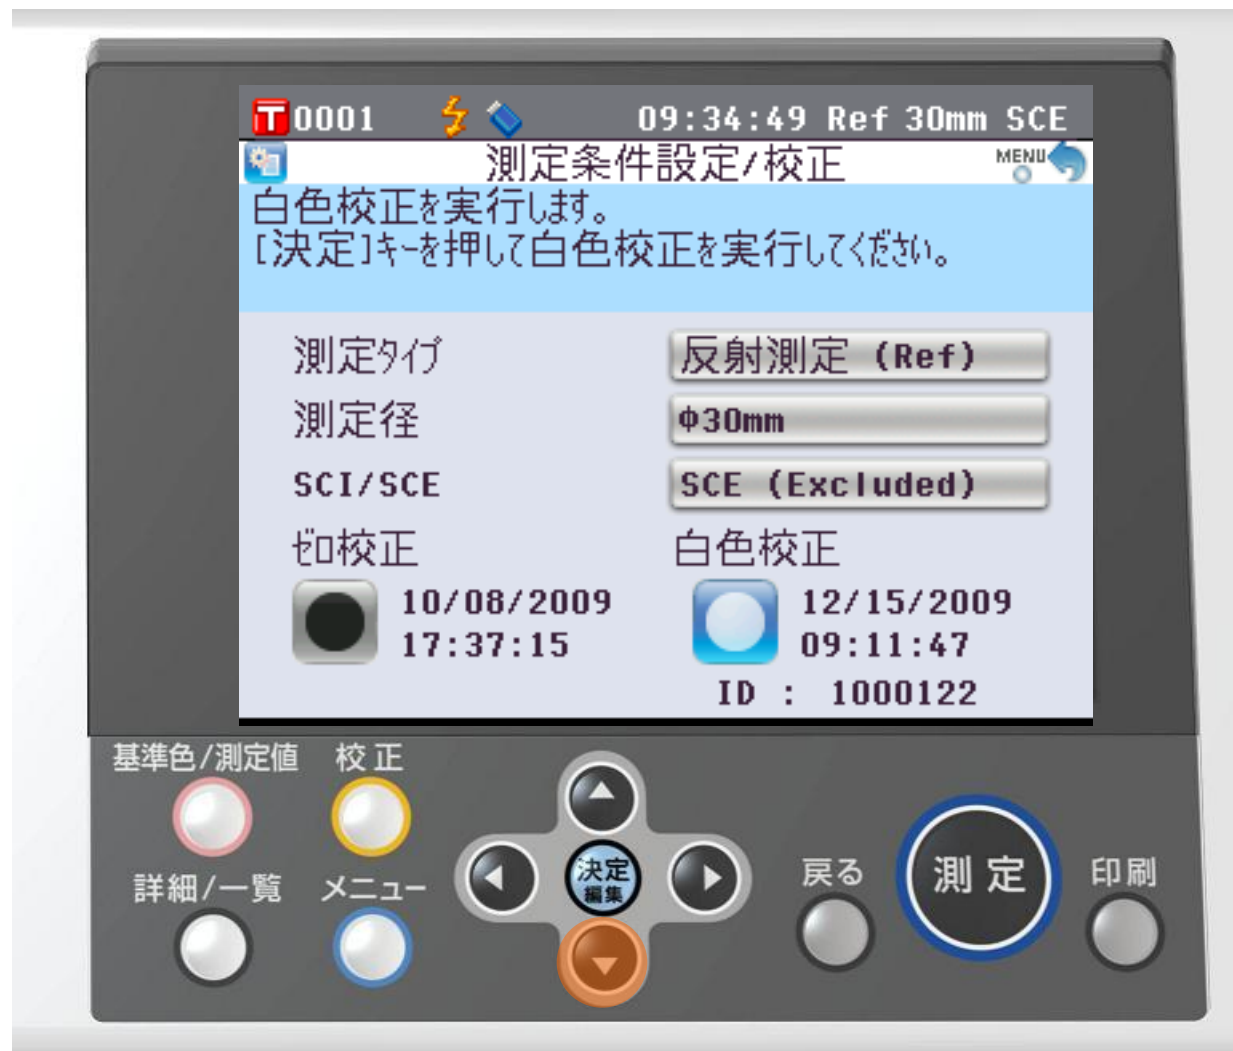 T0001 09:34:49 Ref 30mm SCE
測定条件設定/校正 MENU
白色校正を実行します。
[決定]キーを押して白色校正を実行してください。
測定タイプ 反射測定 (Ref)
測定径 φ30mm
SCI/SCE SCE (Excluded)
ゼロ校正 白色校正
10/08/2009 12/15/2009
17:37:15 09:11:47
ID : 1000122
基準色/測定値 校正
詳細/一覧 メニュー
決定
編集
戻る
測定
印刷